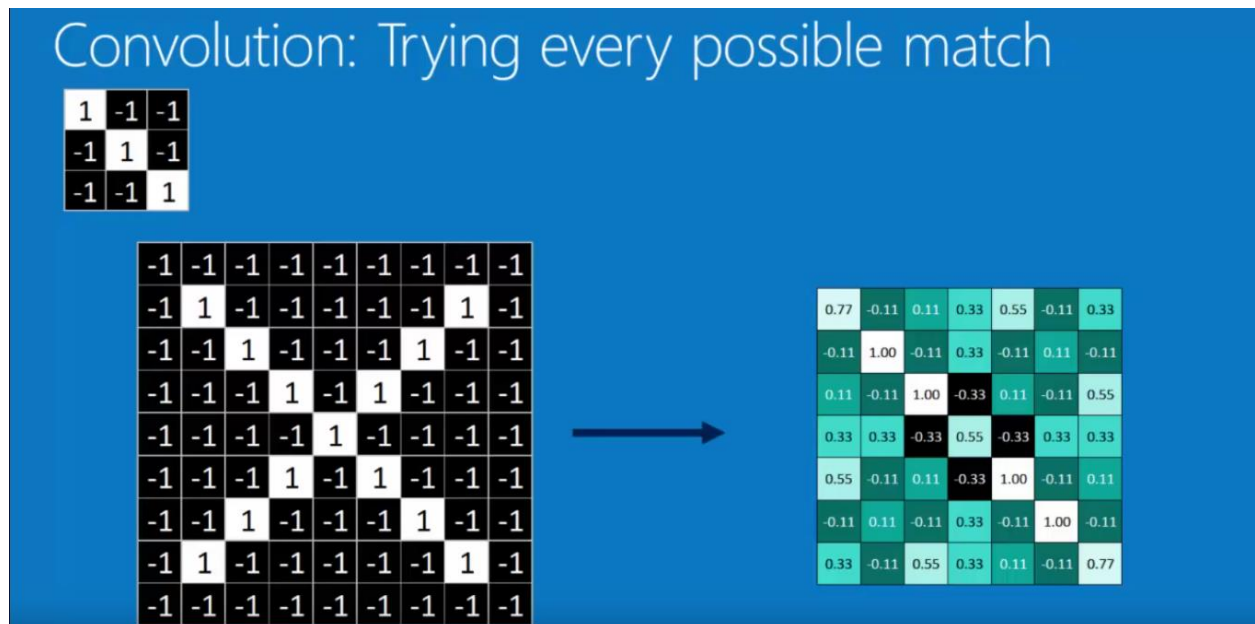 Convolution: Trying every possible match
1 -1 -1
-1 1 -1
-1 -1 1
-1 -1 -1 -1 -1 -1 -1 -1 -1
-1 1 -1 -1 -1 -1 -1 1 -1
-1 -1 1 -1 -1 -1 1 -1 -1
-1 -1 -1 1 -1 1 -1 -1 -1
-1 -1 -1 -1 1 -1 -1 -1 -1
-1 -1 -1 1 -1 1 -1 -1 -1
-1 -1 1 -1 -1 -1 1 -1 -1
-1 1 -1 -1 -1 -1 -1 1 -1
-1 -1 -1 -1 -1 -1 -1 -1 -1
0.77 -0.11 0.11 0.33 0.55 -0.11 0.33
-0.11 1.00 -0.11 0.33 -0.11 0.11 -0.11
0.11 -0.11 1.00 -0.33 0.11 -0.11 0.55
0.33 0.33 -0.33 0.55 -0.33 0.33 0.33
0.55 -0.11 0.11 -0.33 1.00 -0.11 0.11
-0.11 0.11 -0.11 0.33 -0.11 1.00 -0.11
0.33 -0.11 0.55 0.33 0.11 -0.11 0.77